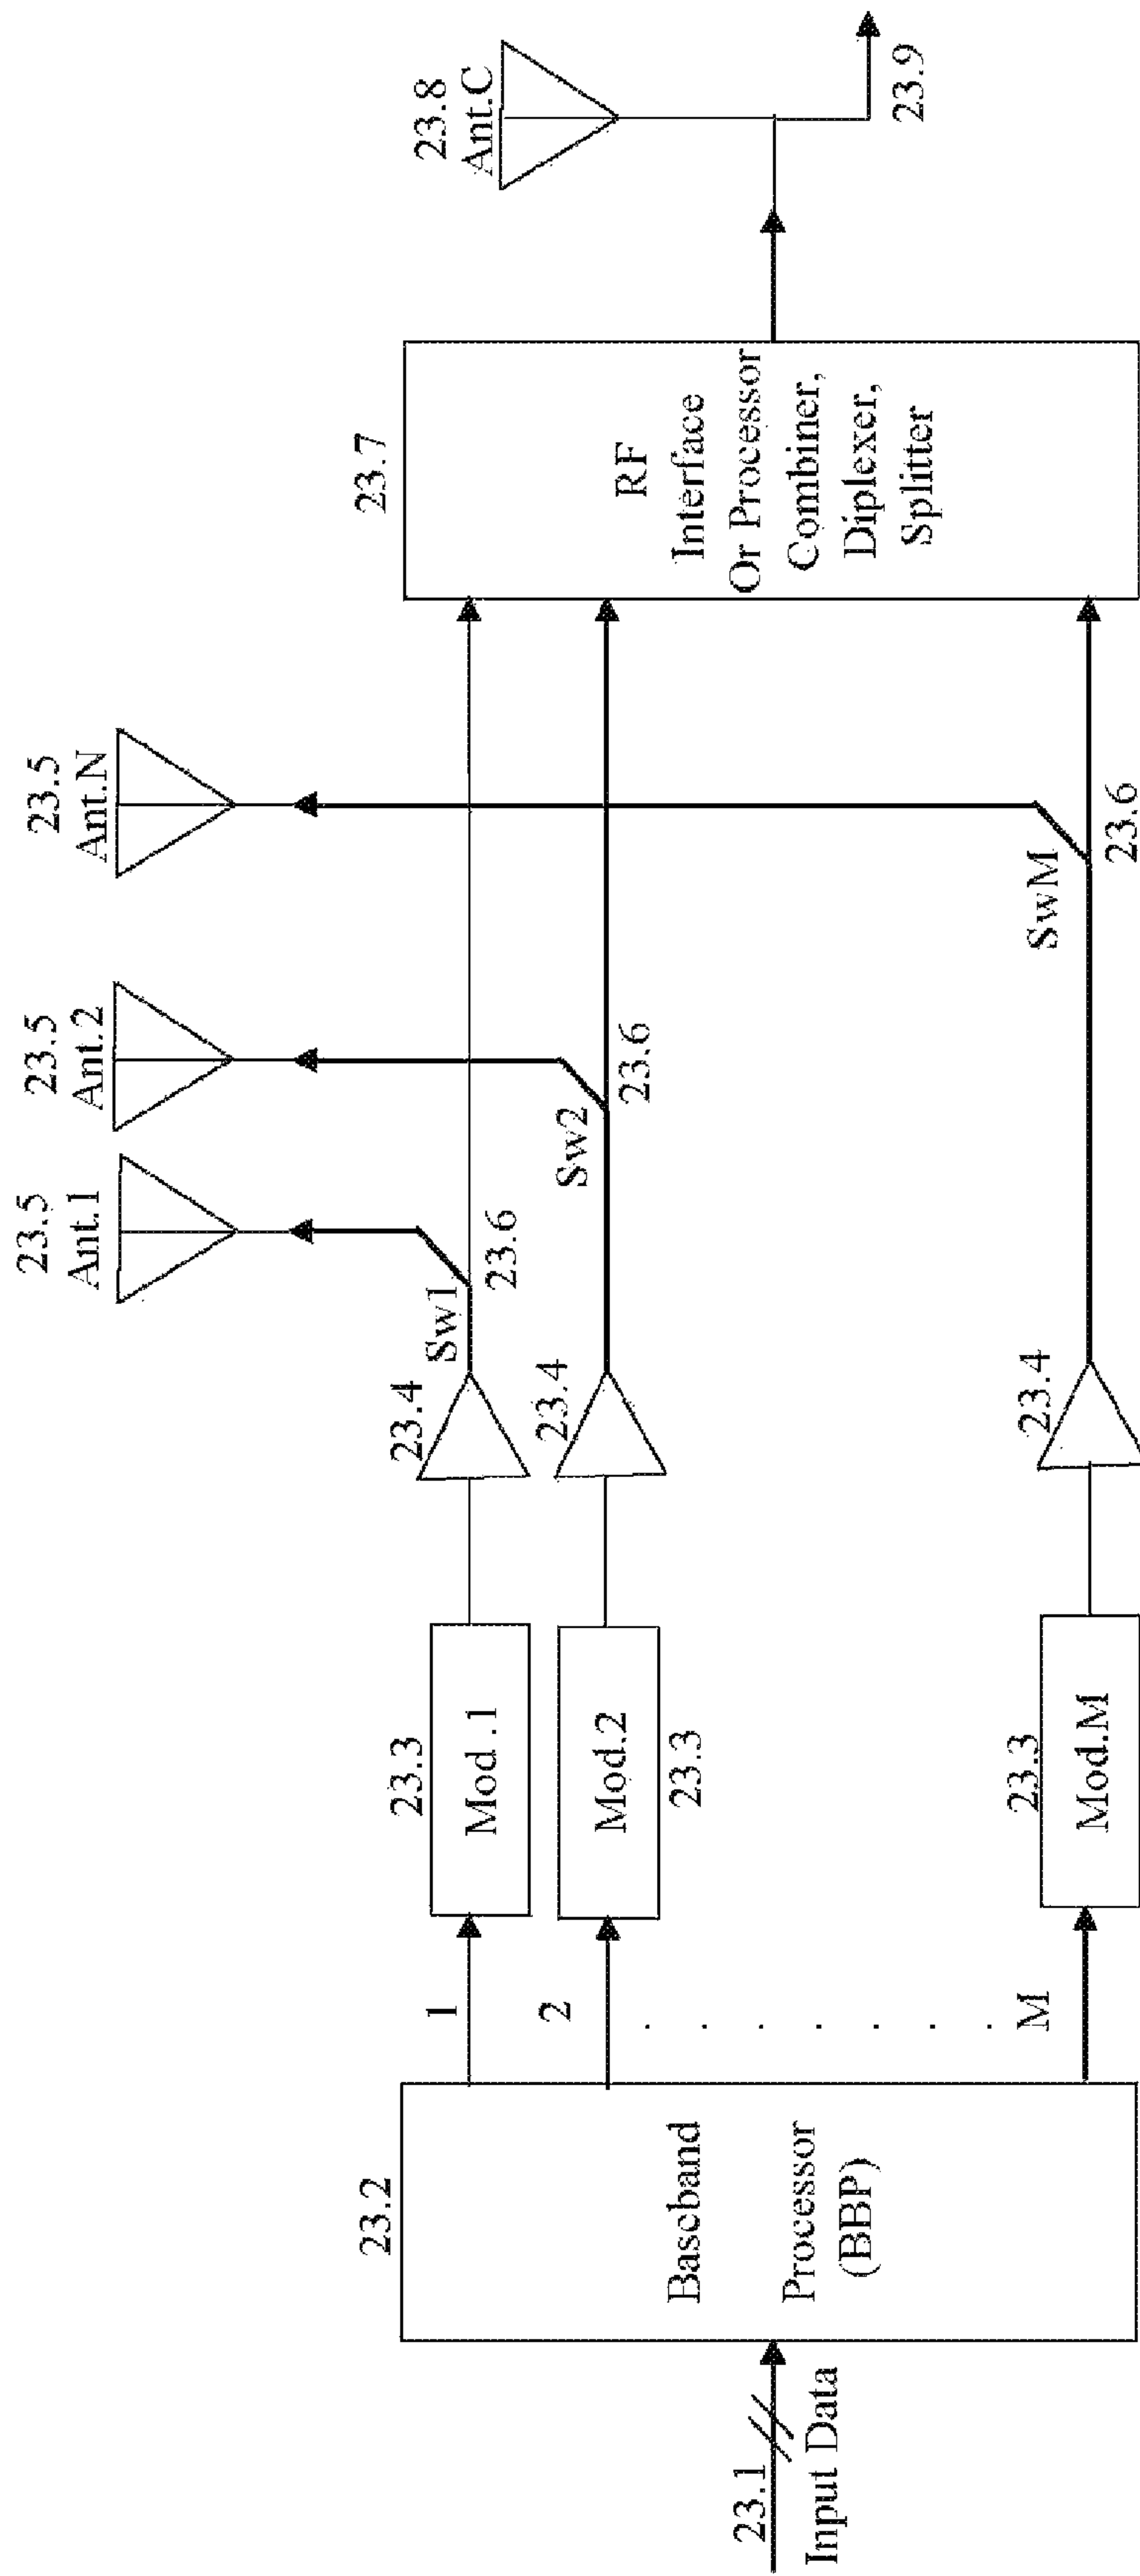 23.1
Input Data
23.2
Baseband
Processor
(BBP)
1
2
. . . . . . . .
M
23.3
Mod.1
Mod.2
23.3
23.3
Mod.M
23.4
23.4
23.4
Sw1
23.6
Sw2
23.6
SwM
23.6
23.5
Ant.1
23.5
Ant.2
23.5
Ant.N
23.7
RF
Interface
Or Processor
Combiner,
Diplexer,
Splitter
23.8
Ant.C
23.9